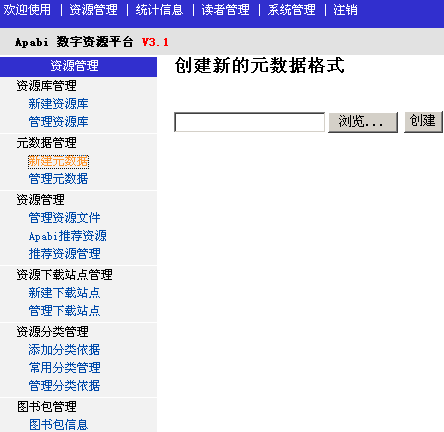 欢迎使用 | 资源管理 | 统计信息 | 读者管理 | 系统管理 | 注销
Apabi 数字资源平台 V3.1
资源管理
资源库管理
新建资源库
管理资源库
元数据管理
新建元数据
管理元数据
资源管理
管理资源文件
Apabi推荐资源
推荐资源管理
资源下载站点管理
新建下载站点
管理下载站点
资源分类管理
添加分类依据
常用分类管理
管理分类依据
图书包管理
图书包信息
创建新的元数据格式
浏览... 创建